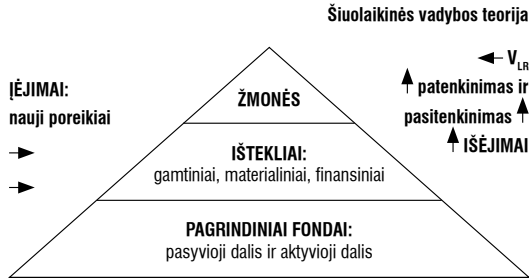 Šiuolaikinės vadybos teorija
V_LR
patenkinimas ir
pasitenkinimas
IŠĖJIMAI
ĮĖJIMAI:
nauji poreikiai
ŽMONĖS
IŠTEKLIAI:
gamtiniai, materialiniai, finansiniai
PAGRINDINIAI FONDAI:
pasyvioji dalis ir aktyvioji dalis